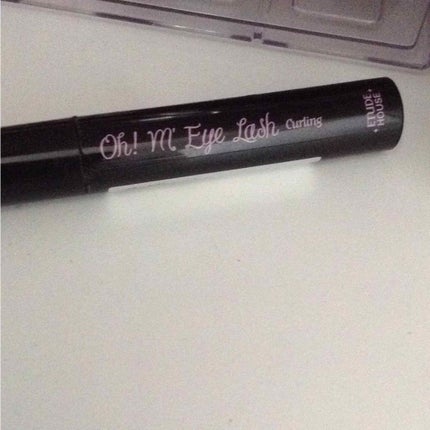 Oh! M' Eye Lash Curling
ETUDE
HOUSE